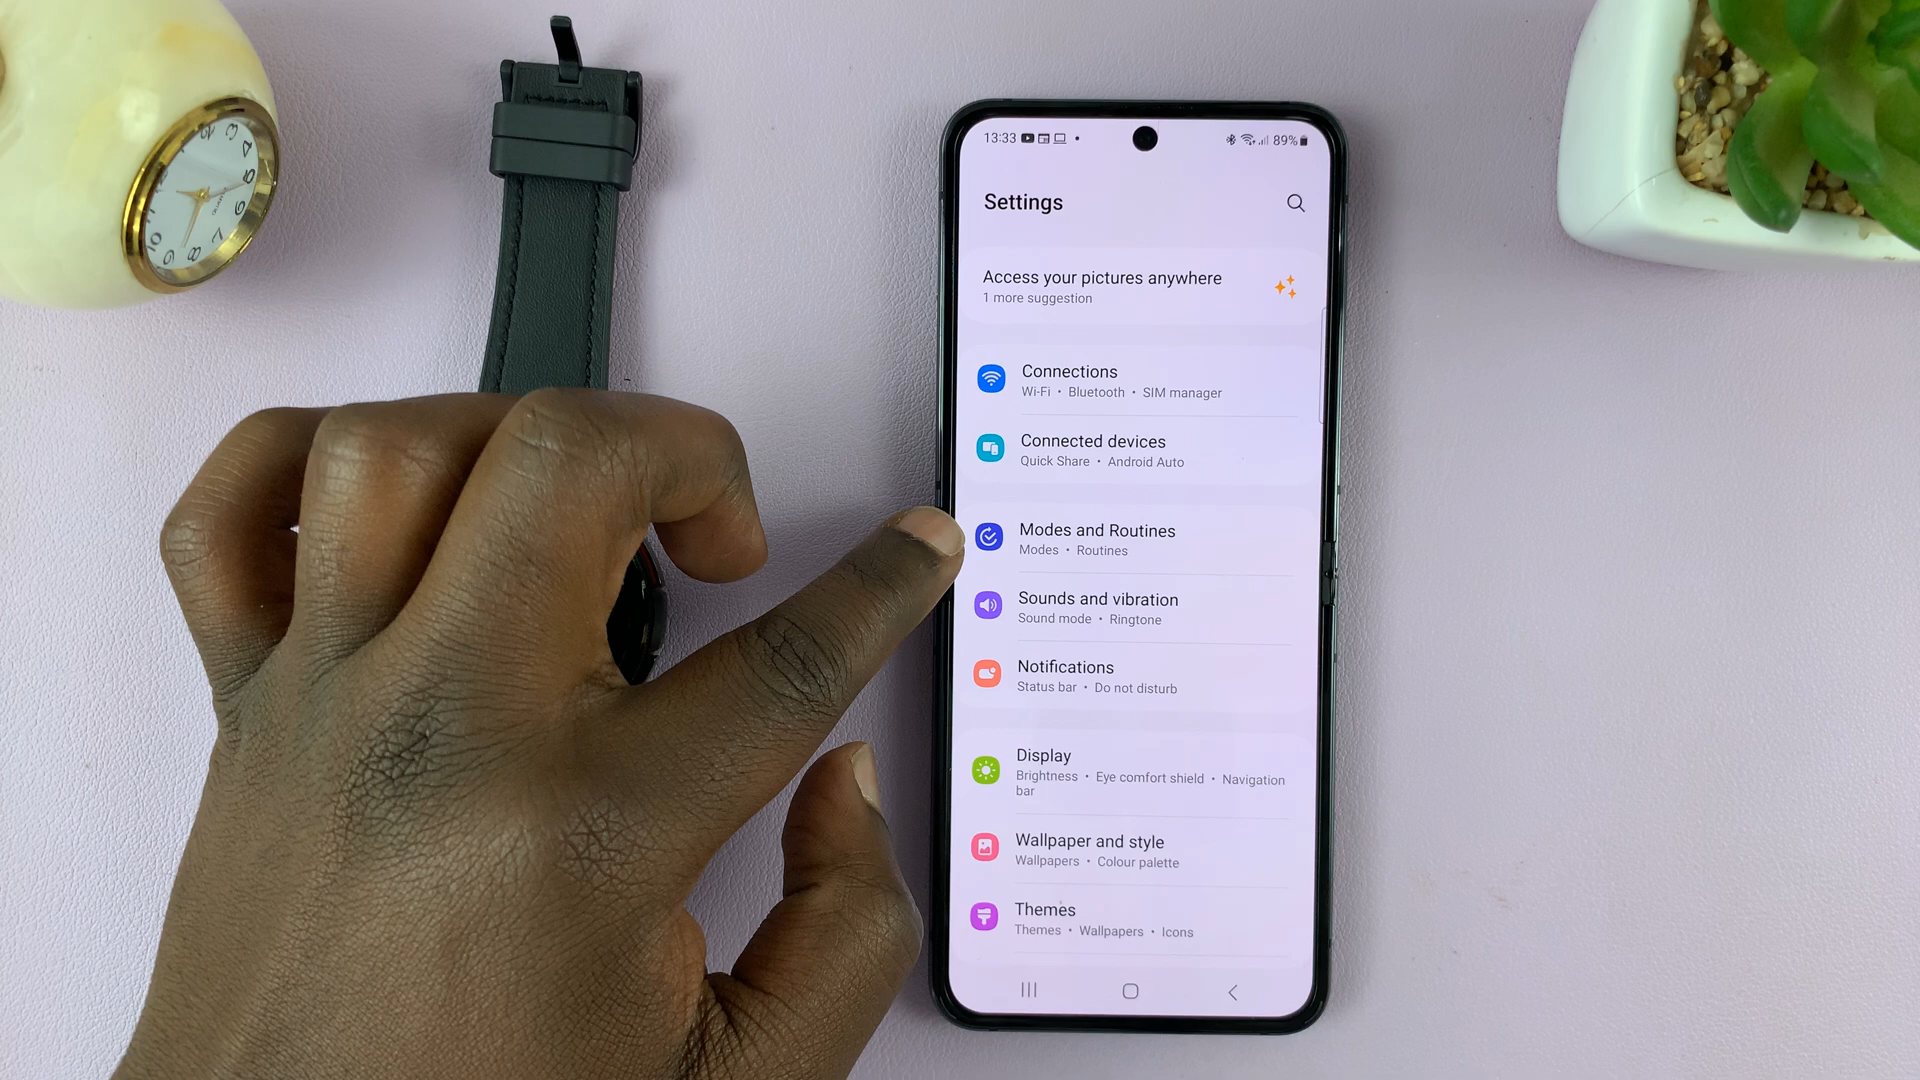 13:33
89%
Settings
Access your pictures anywhere
1 more suggestion
Connections
Wi-Fi • Bluetooth • SIM manager
Connected devices
Quick Share • Android Auto
Modes and Routines
Modes • Routines
Sounds and vibration
Sound mode • Ringtone
Notifications
Status bar • Do not disturb
Display
Brightness • Eye comfort shield • Navigation
bar
Wallpaper and style
Wallpapers • Colour palette
Themes
Themes • Wallpapers • Icons